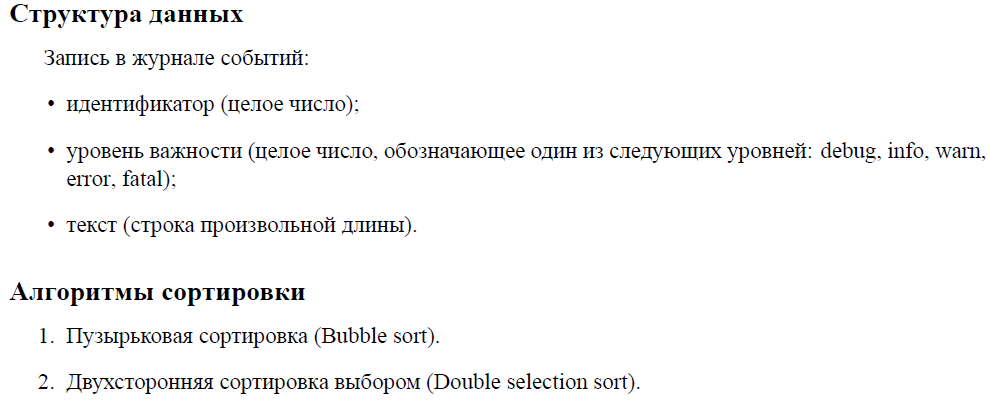 Структура данных
Запись в журнале событий:
• идентификатор (целое число);
• уровень важности (целое число, обозначающее один из следующих уровней: debug, info, warn,
error, fatal);
• текст (строка произвольной длины).
Алгоритмы сортировки
1. Пузырьковая сортировка (Bubble sort).
2. Двухсторонняя сортировка выбором (Double selection sort).